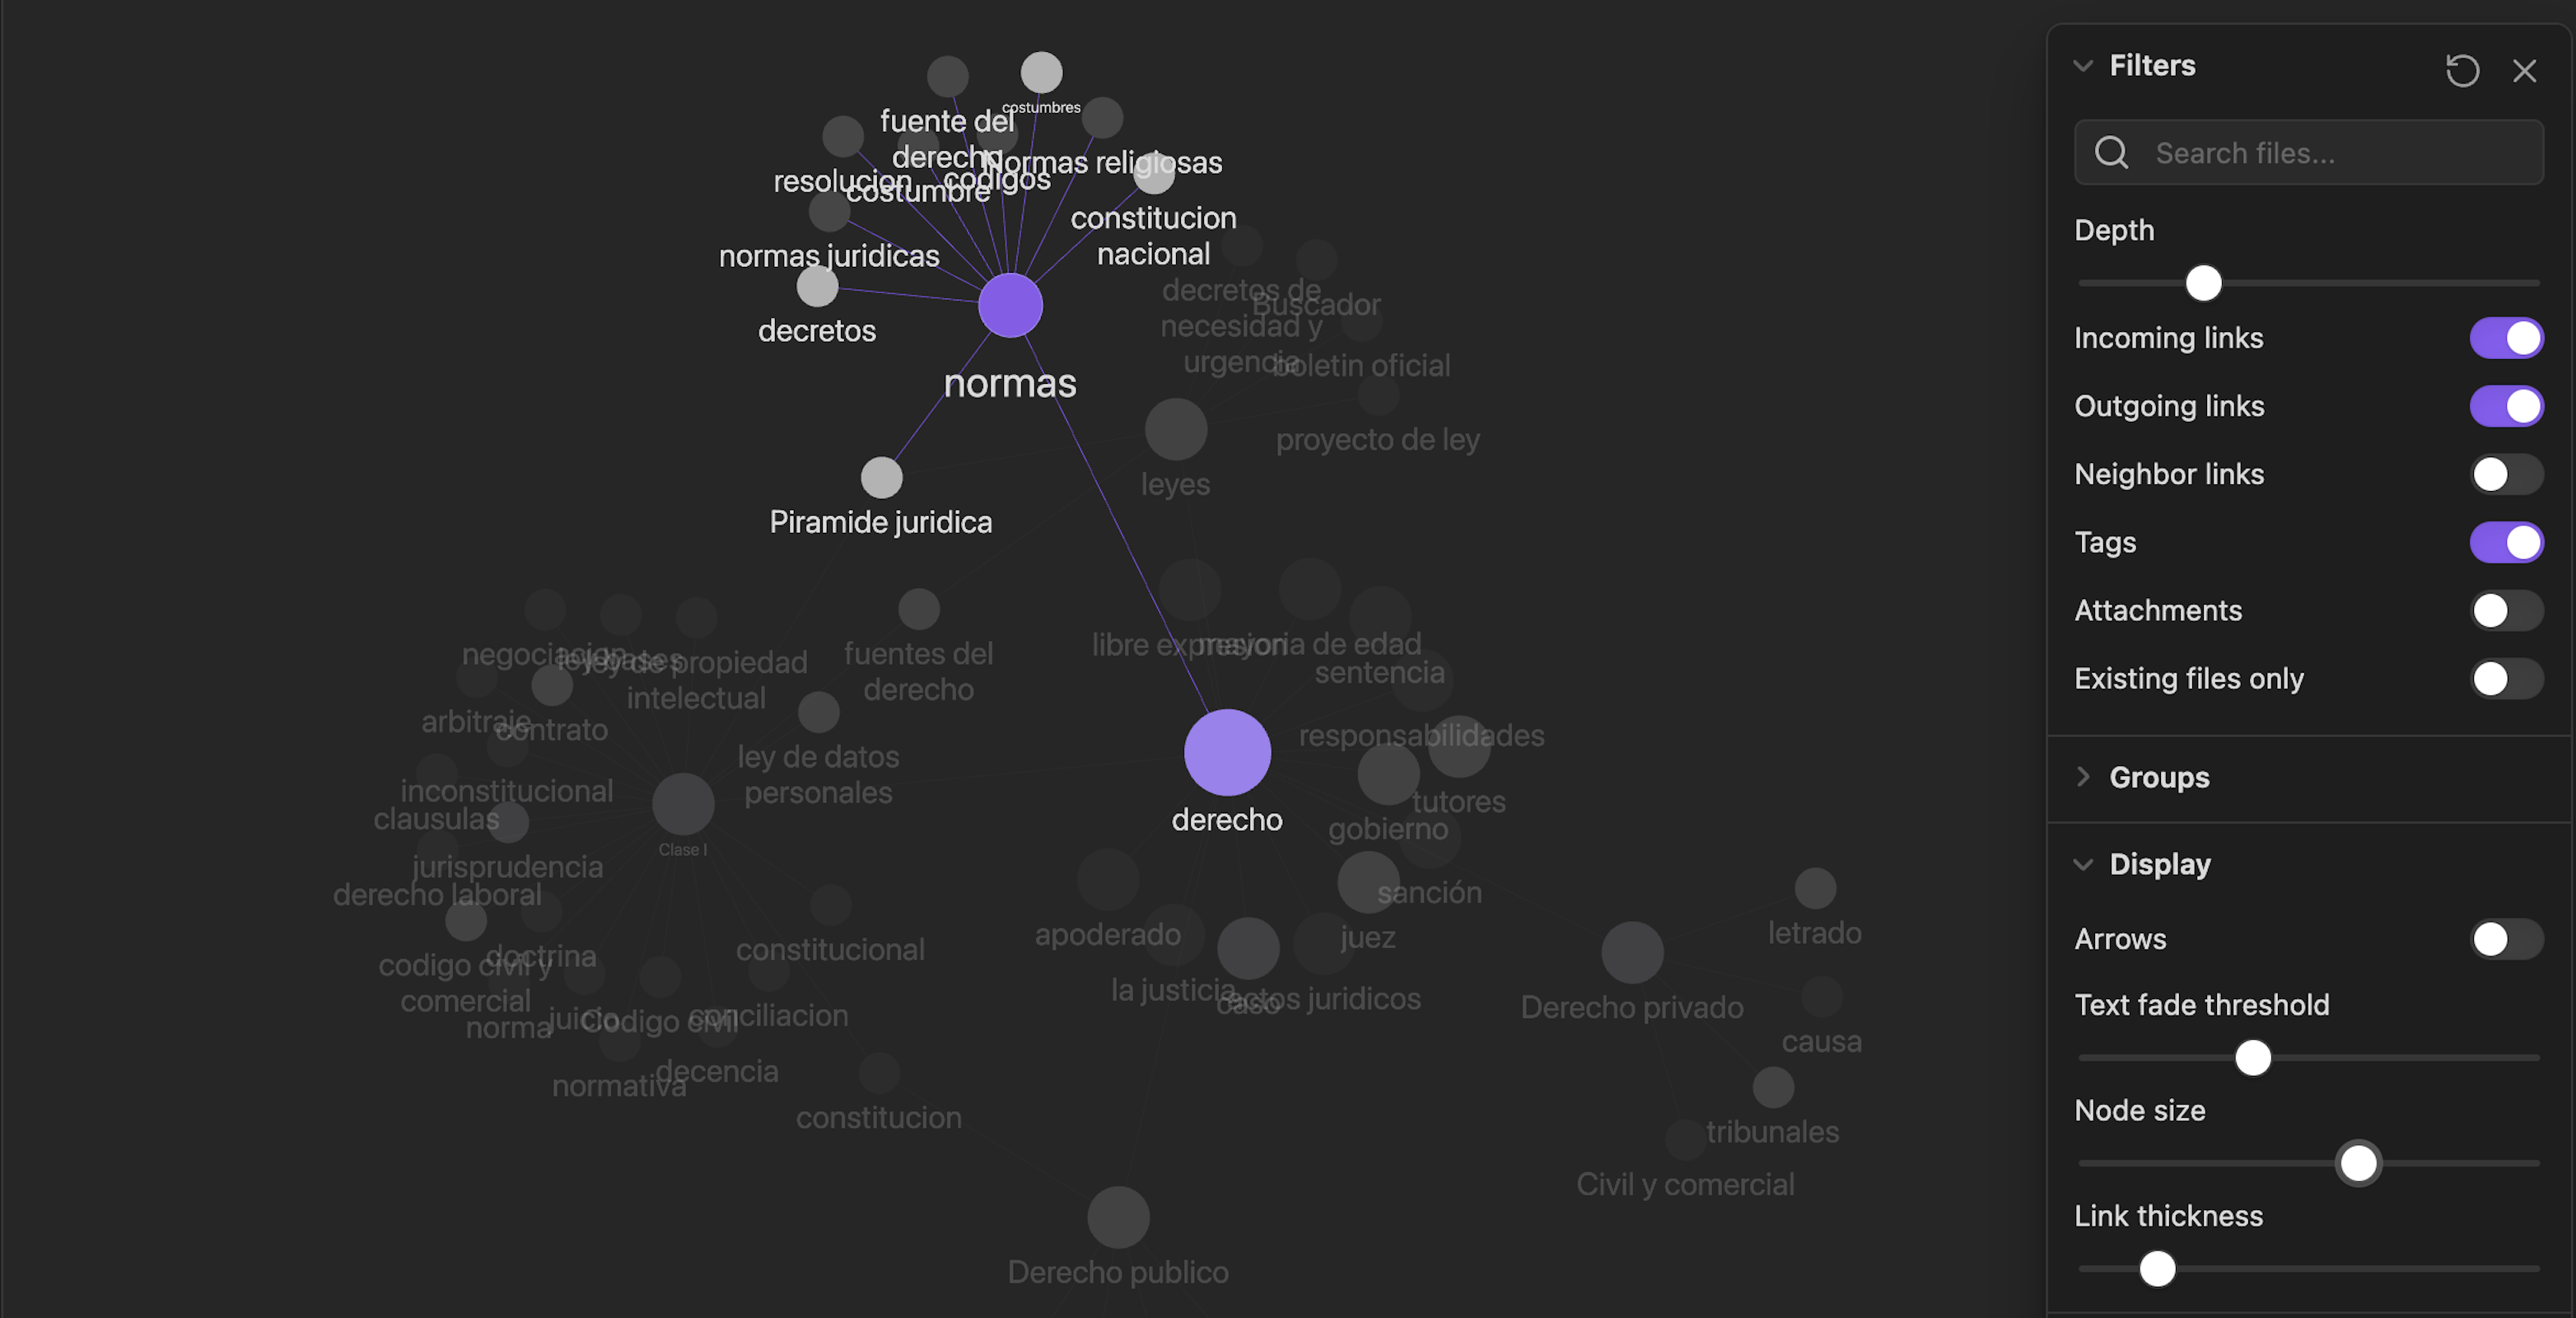 costumbres
fuente del
derecho
Normas religiosas
resolucion
costumbre
codigos
constitucion
nacional
normas juridicas
decretos
normas
decretos de
necesidad y
urgencia
Buscador
boletin oficial
proyecto de ley
leyes
Piramide juridica
libre expresion
mayoria de edad
sentencia
negociacion
ley de propiedad
intelectual
fuentes del
derecho
arbitraje
contrato
ley de datos
personales
responsabilidades
tutores
gobierno
derecho
inconstitucional
clausulas
Clase I
jurisprudencia
derecho laboral
sanción
apoderado
juez
constitucional
doctrina
codigo civil y
comercial
la justicia
caso
actos juridicos
norma
juicio
Codigo civil
conciliacion
decencia
normativa
constitucion
letrado
Derecho privado
causa
tribunales
Civil y comercial
Derecho publico
Filters
Search files...
Depth
Incoming links
Outgoing links
Neighbor links
Tags
Attachments
Existing files only
Groups
Display
Arrows
Text fade threshold
Node size
Link thickness